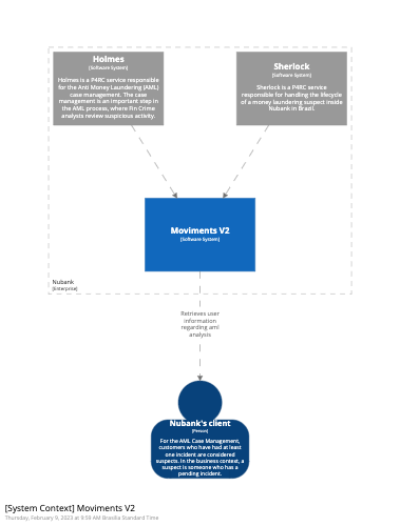 Holmes
[Software System]
Holmes is a P4RC service responsible
for the Anti Money Laundering (AML)
case management. The case
management is an important step in
the AML process, where Fin Crime
analysts review suspicious activity.
Sherlock
[Software System]
Sherlock is a P4RC service
responsible for handling the lifecycle
of a money laundering suspect inside
Nubank in Brazil.
Moviments V2
[Software System]
Nubank
[Enterprise]
Retrieves user
information
regarding aml
analysis
Nubank's client
[Person]
For the AML Case Management,
customers who have had at least
one incident are considered
suspects. In the business context, a
suspect is someone who has a
pending incident.
[System Context] Moviments V2
Thursday, February 9, 2023 at 9:56 AM Brasilia Standard Time